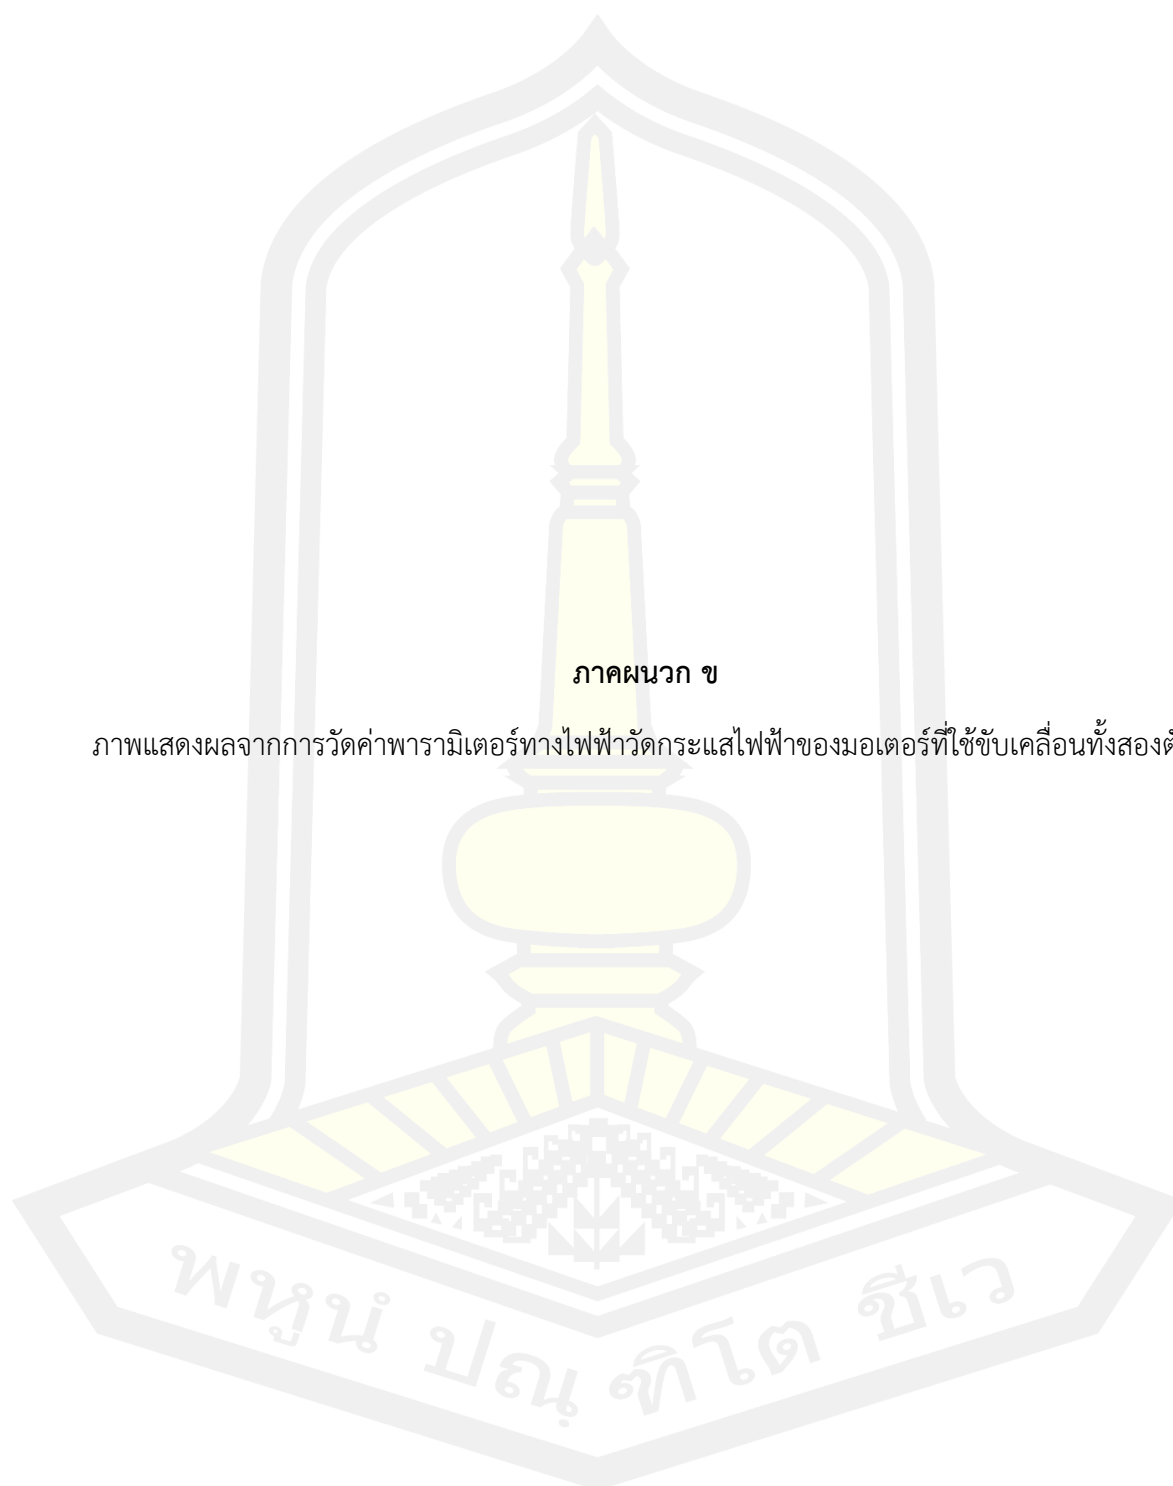 ภาคผนวก ข
ภาพแสดงผลจากการวัดค่าพารามิเตอร์ทางไฟฟ้าวัดกระแสไฟฟ้าของมอเตอร์ที่ใช้ขับเคลื่อนทั้งสอง
พหูนํ ปณฺฑิโต ชีเว